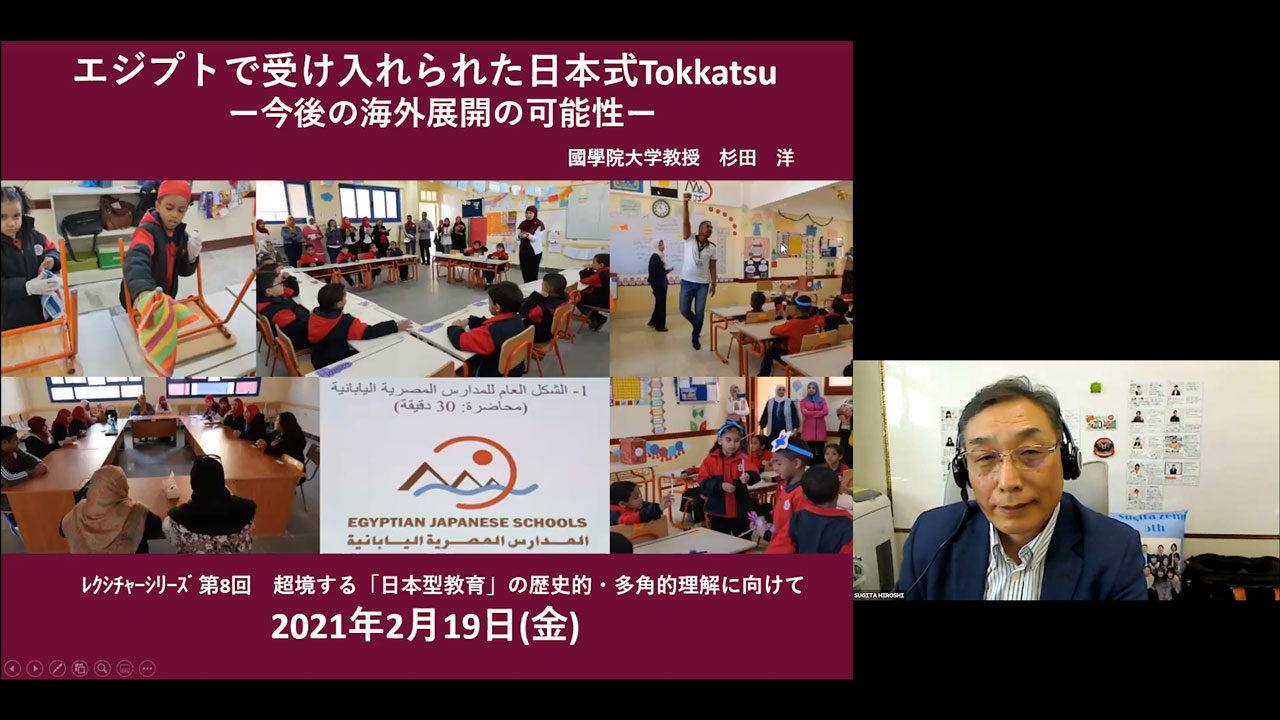 エジプトで受け入れられた日本式Tokkatsu
ー今後の海外展開の可能性ー
國學院大学教授　杉田　洋
1- الشكل العام للمدارس المصرية اليابانية
(محاضرة: 30 دقيقة)
EGYPTIAN JAPANESE SCHOOLS
المدارس المصرية اليابانية
ﾚｸﾁｬｰｼﾘｰｽﾞ 第8回　超境する「日本型教育」の歴史的・多角的理解に向けて
2021年2月19日(金)
Sugita zemi
SUGITA HIROSHI